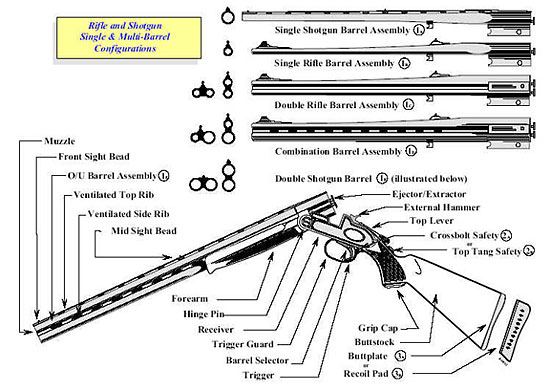 Rifle and Shotgun
Single & Multi-Barrel
Configurations
Single Shotgun Barrel Assembly
Single Rifle Barrel Assembly
Double Rifle Barrel Assembly
Combination Barrel Assembly
Double Shotgun Barrel (illustrated below)
Muzzle
Front Sight Bead
O/U Barrel Assembly
Ventilated Top Rib
Ventilated Side Rib
Mid Sight Bead
Ejector/Extractor
External Hammer
Top Lever
Crossbolt Safety
or
Top Tang Safety
Forearm
Hinge Pin
Receiver
Trigger Guard
Barrel Selector
Trigger
Grip Cap
Buttstock
Buttplate
or
Recoil Pad